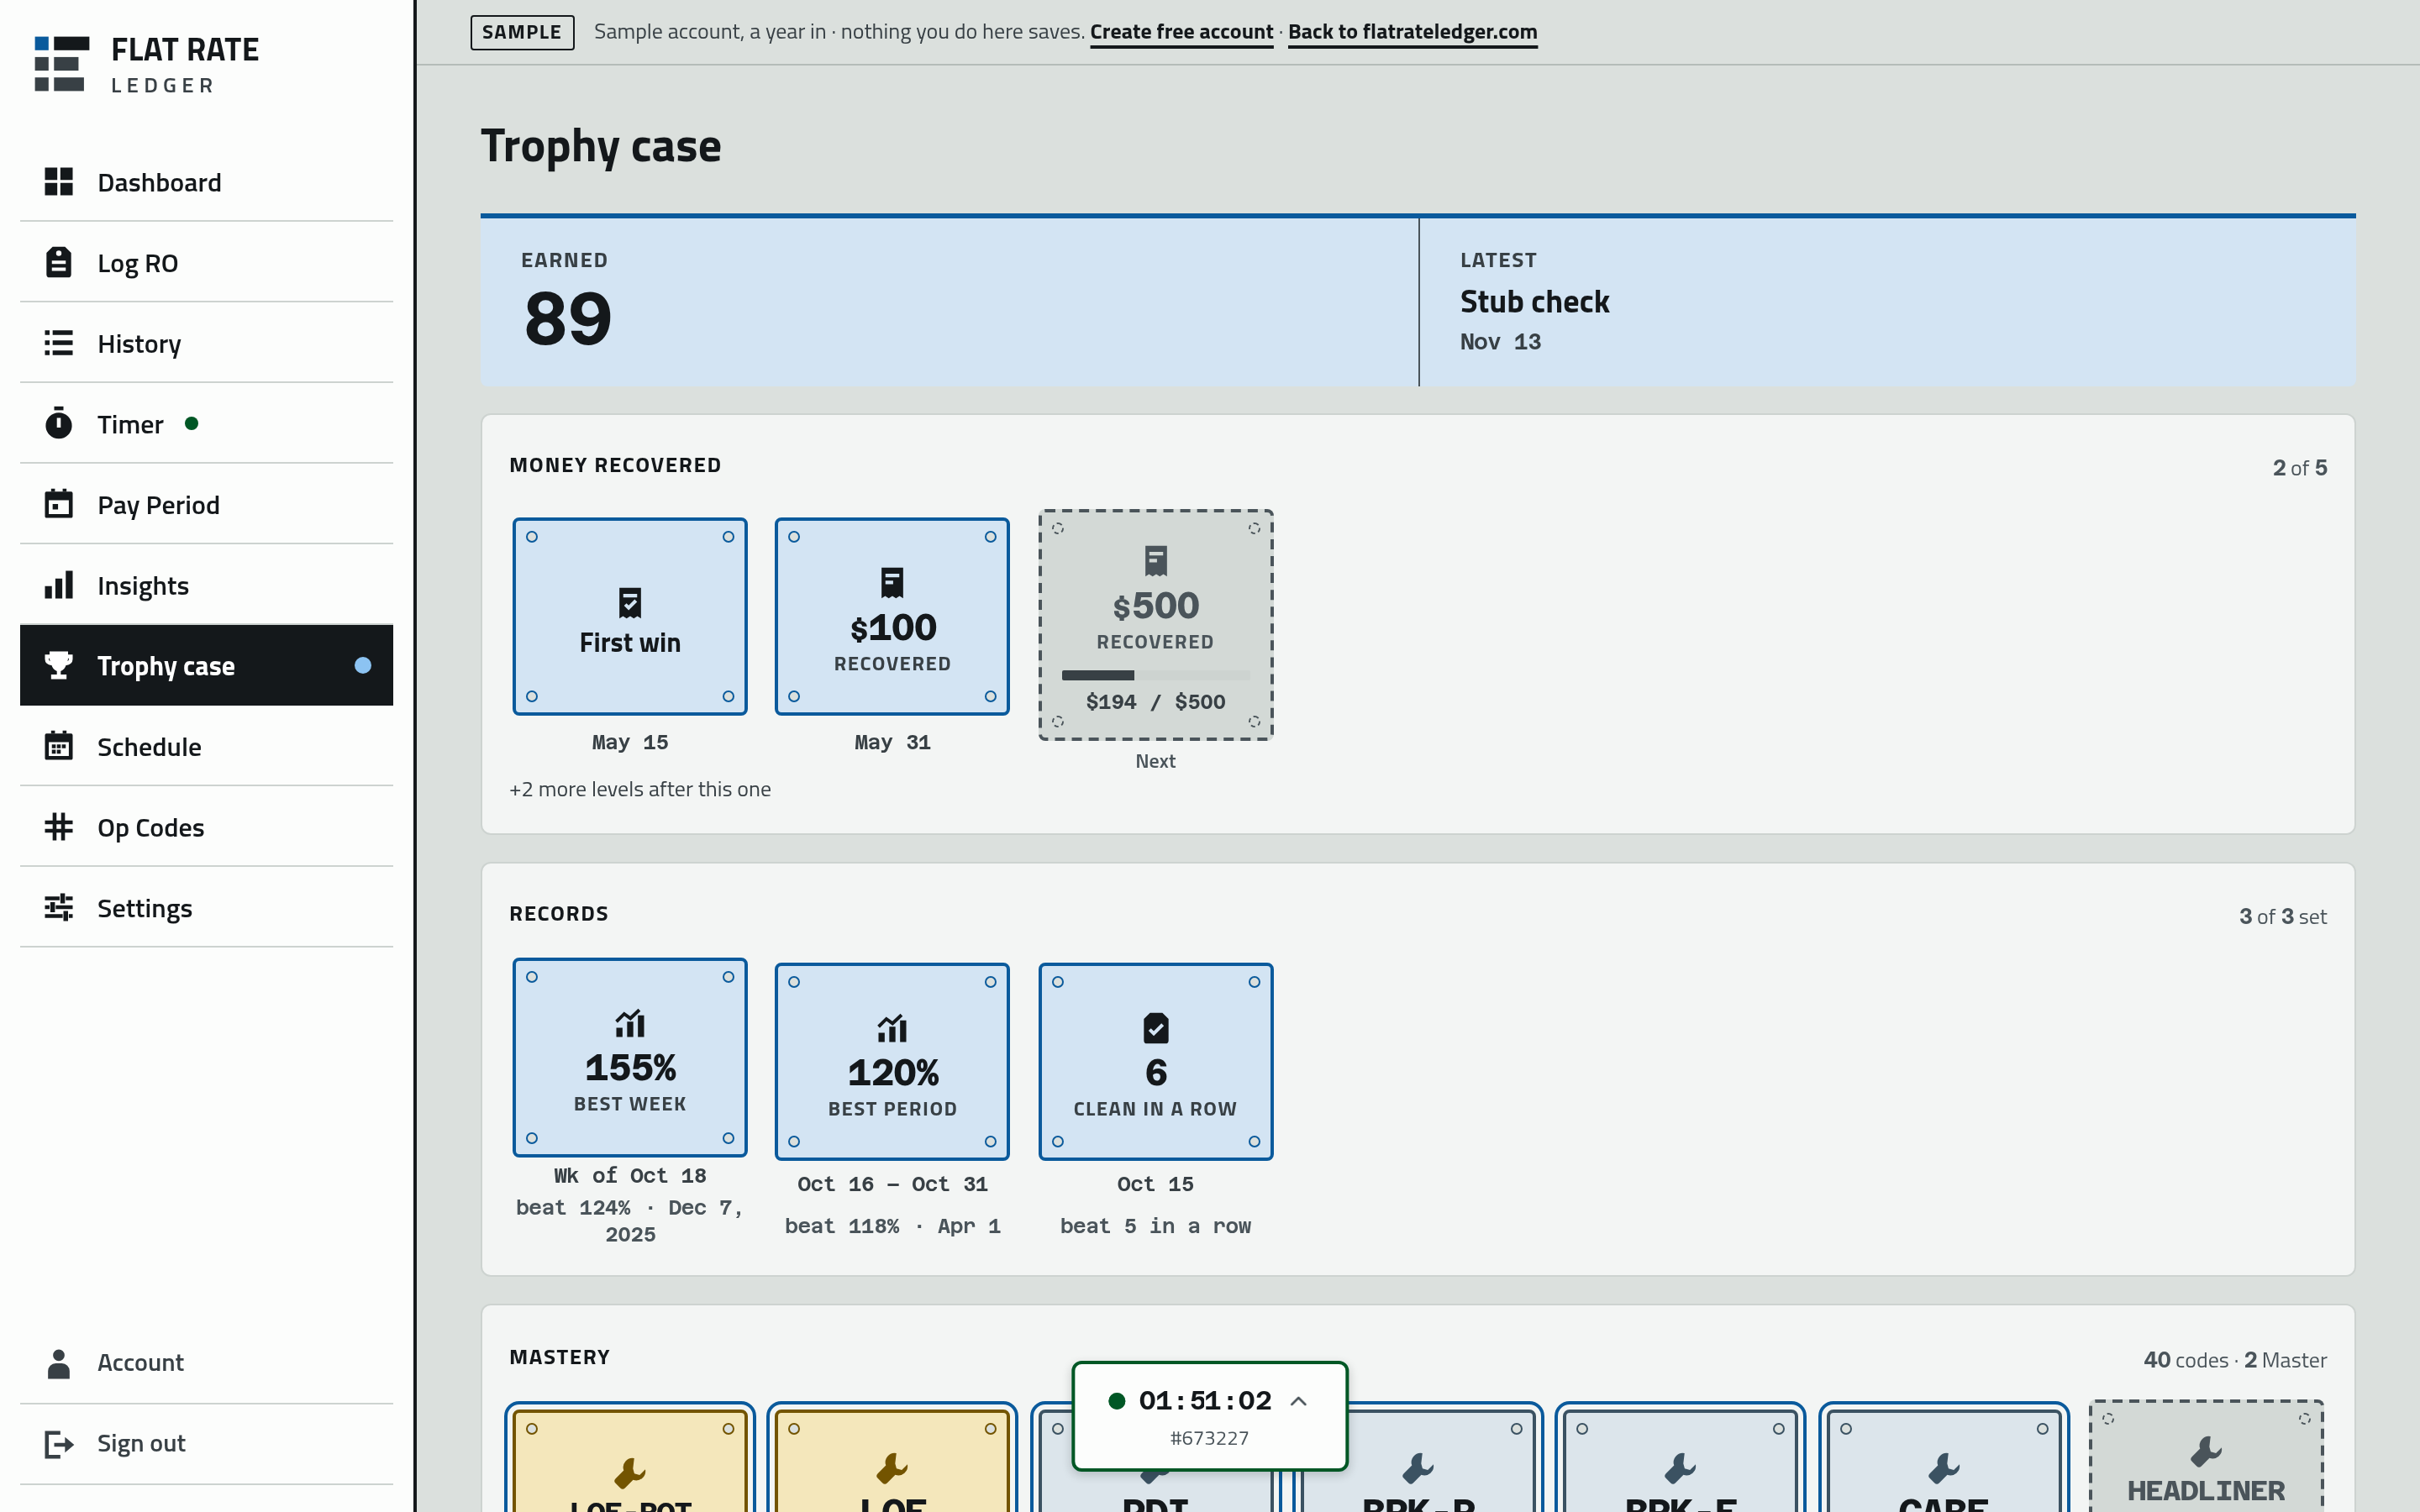 FLAT RATE
LEDGER
Dashboard
Log RO
History
Timer
Pay Period
Insights
Trophy case
Schedule
Op Codes
Settings
Account
Sign out
SAMPLE Sample account, a year in · nothing you do here saves. Create free account · Back to flatrateledger.com
Trophy case
EARNED
89
LATEST
Stub check
Nov 13
MONEY RECOVERED
2 of 5
First win
May 15
$100
RECOVERED
May 31
$500
RECOVERED
$194 / $500
Next
+2 more levels after this one
RECORDS
3 of 3 set
155%
BEST WEEK
Wk of Oct 18
beat 124% · Dec 7,
2025
120%
BEST PERIOD
Oct 16 – Oct 31
beat 118% · Apr 1
6
CLEAN IN A ROW
Oct 15
beat 5 in a row
MASTERY
40 codes · 2 Master
01:51:02
#673227
HEADLINER